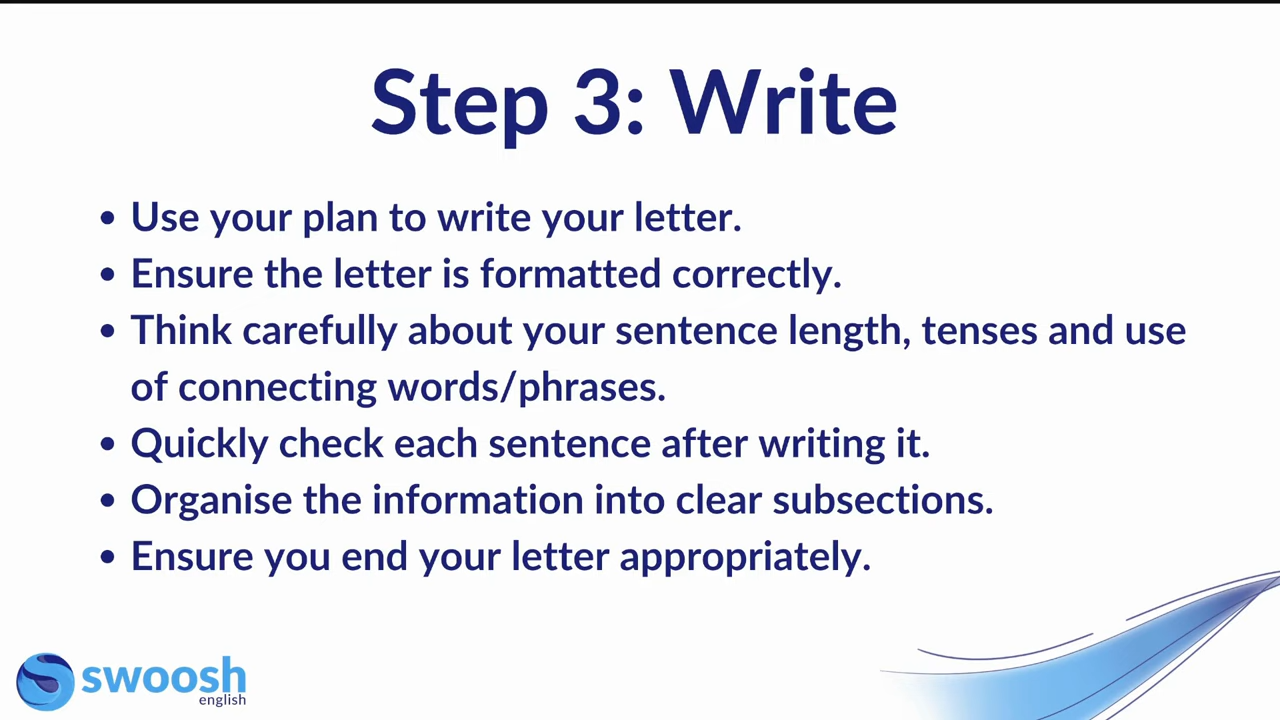 Step 3: Write
• Use your plan to write your letter.
• Ensure the letter is formatted correctly.
• Think carefully about your sentence length, tenses and use
of connecting words/phrases.
• Quickly check each sentence after writing it.
• Organise the information into clear subsections.
• Ensure you end your letter appropriately.
swoosh
english